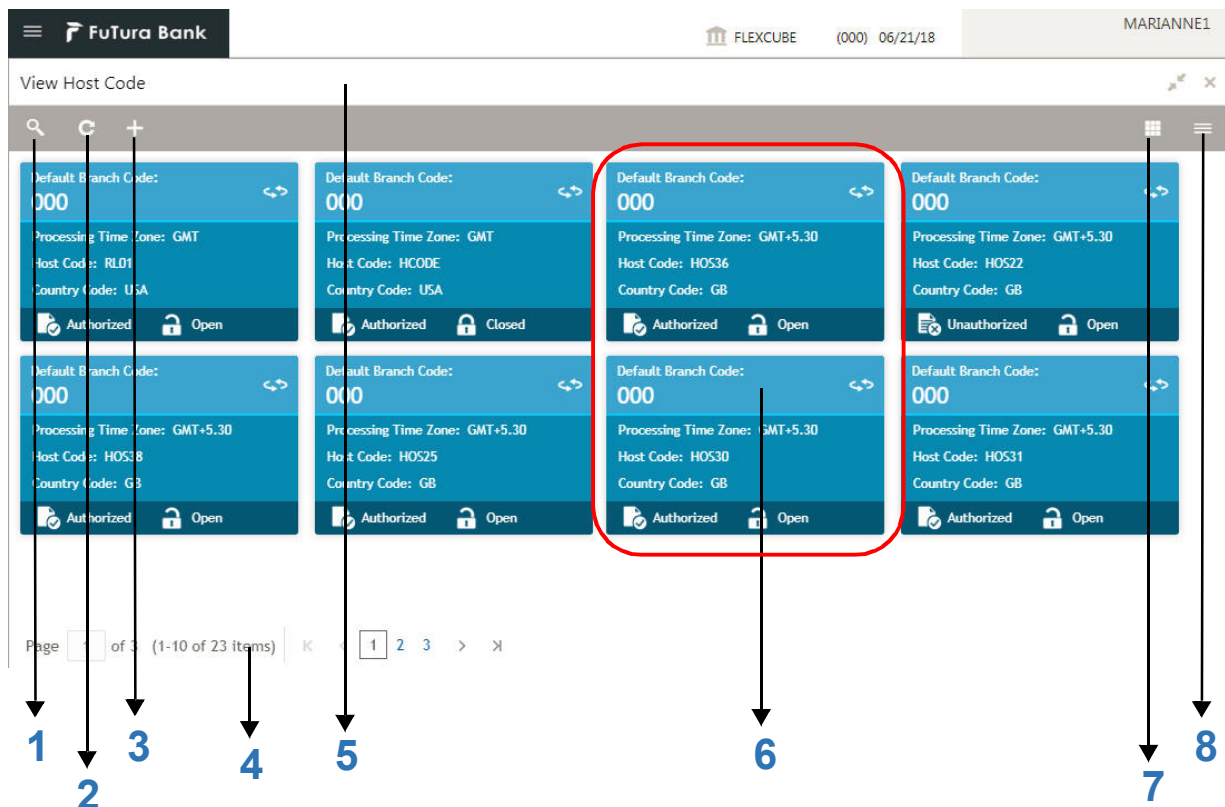 FuTura Bank
FLEXCUBE (000) 06/21/18
MARIANNE1
View Host Code
Default Branch Code:
000
Processing Time Zone: GMT
Host Code: RL01
Country Code: USA
Authorized Open
Default Branch Code:
000
Processing Time Zone: GMT
Host Code: HCODE
Country Code: USA
Authorized Closed
Default Branch Code:
000
Processing Time Zone: GMT+5.30
Host Code: HOS36
Country Code: GB
Authorized Open
Default Branch Code:
000
Processing Time Zone: GMT+5.30
Host Code: HOS22
Country Code: GB
Unauthorized Open
Default Branch Code:
000
Processing Time Zone: GMT+5.30
Host Code: HOS38
Country Code: GB
Authorized Open
Default Branch Code:
000
Processing Time Zone: GMT+5.30
Host Code: HOS25
Country Code: GB
Authorized Open
Default Branch Code:
000
Processing Time Zone: GMT+5.30
Host Code: HOS30
Country Code: GB
Authorized Open
Default Branch Code:
000
Processing Time Zone: GMT+5.30
Host Code: HOS31
Country Code: GB
Authorized Open
Page 1 of 3 (1-10 of 23 items) 1 2 3
1
2
3
4
5
6
7
8